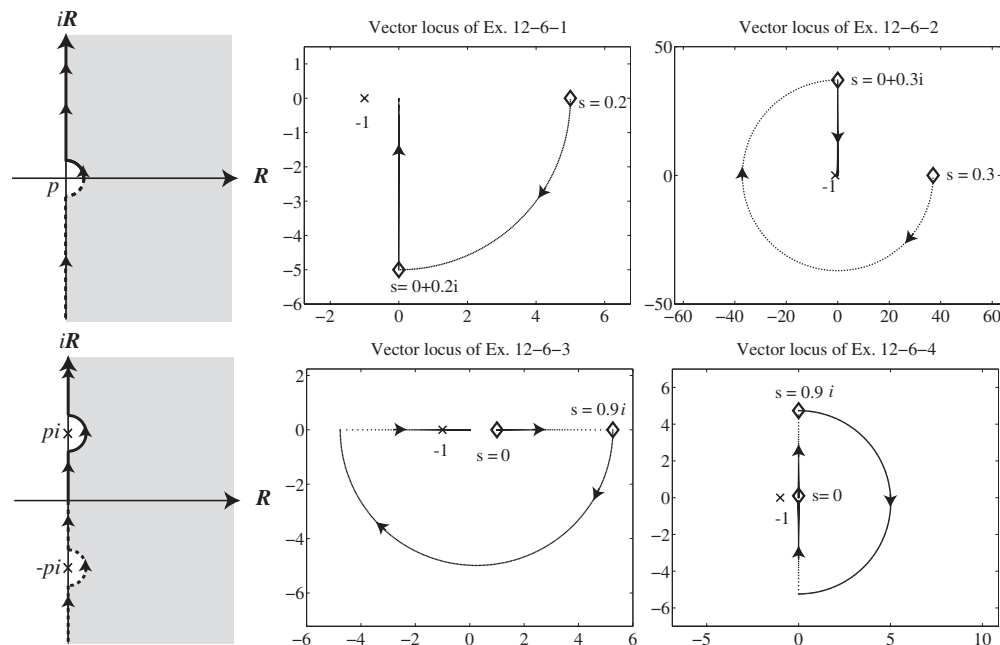 iR
R
p
Vector locus of Ex. 12-6-1
1
0
−1
−2
−3
−4
−5
−6
−2
0
2
4
6
-1
s = 0.2
s= 0+0.2i
Vector locus of Ex. 12-6-2
50
0
−50
−60
−40
−20
0
20
40
60
s = 0+0.3i
-1
s = 0.3
iR
R
pi
-pi
Vector locus of Ex. 12-6-3
2
0
−2
−4
−6
−6
−4
−2
0
2
4
6
s = 0.9i
-1
s = 0
Vector locus of Ex. 12-6-4
6
4
2
0
−2
−4
−6
−5
0
5
10
s = 0.9 i
s= 0
-1